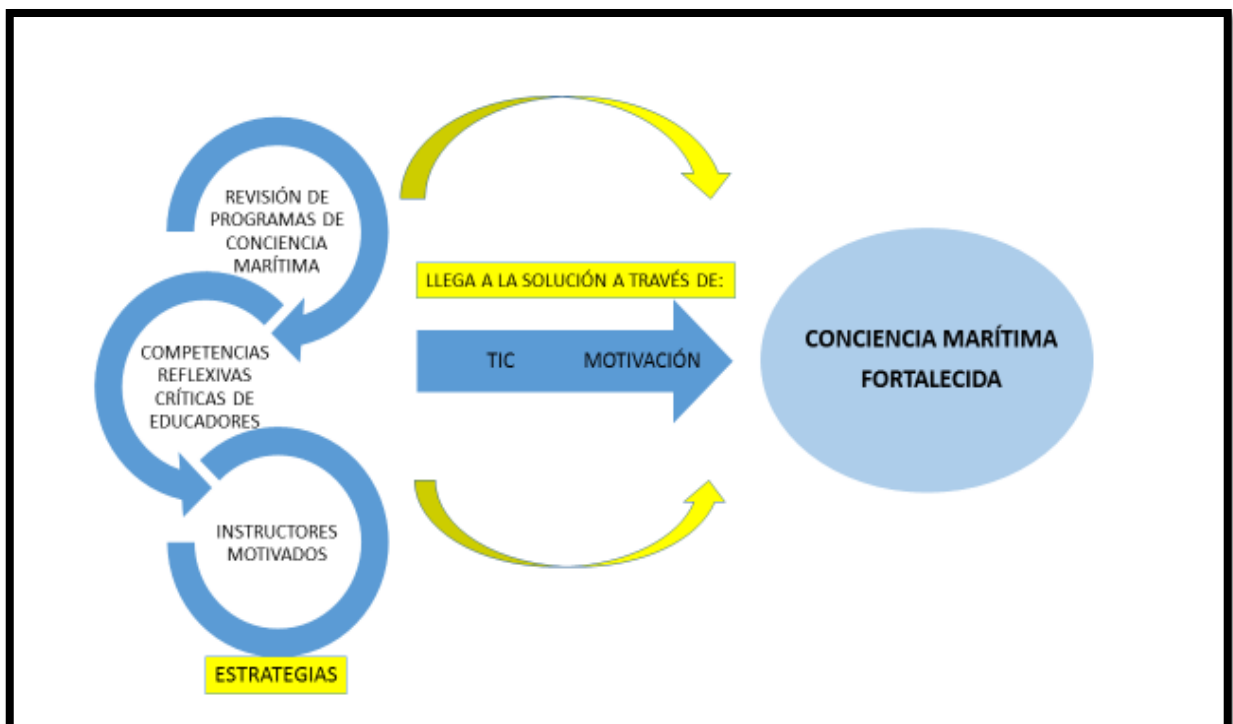 REVISIÓN DE
PROGRAMAS DE
CONCIENCIA
MARÍTIMA
COMPETENCIAS
REFLEXIVAS
CRÍTICAS DE
EDUCADORES
INSTRUCTORES
MOTIVADOS
ESTRATEGIAS
LLEGA A LA SOLUCIÓN A TRAVÉS DE:
TIC MOTIVACIÓN
CONCIENCIA MARÍTIMA
FORTALECIDA